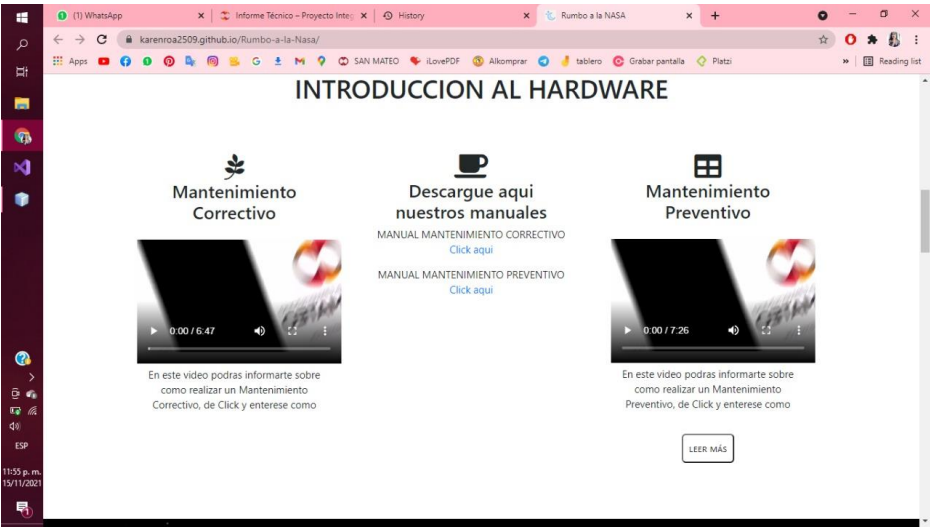 (1) WhatsApp
Informe Técnico – Proyecto Integ
History
Rumbo a la NASA
karenroa2509.github.io/Rumbo-a-la-Nasa/
Apps
SAN MATEO
iLovePDF
Alkomprar
tablero
Grabar pantalla
Platzi
Reading list
INTRODUCCION AL HARDWARE
Mantenimiento
Correctivo
0:00 / 6:47
En este video podras informarte sobre
como realizar un Mantenimiento
Correctivo, de Click y enterese como
Descargue aqui
nuestros manuales
MANUAL MANTENIMIENTO CORRECTIVO
Click aqui
MANUAL MANTENIMIENTO PREVENTIVO
Click aqui
Mantenimiento
Preventivo
0:00 / 7:26
En este video podras informarte sobre
como realizar un Mantenimiento
Preventivo, de Click y enterese como
LEER MÁS
ESP
11:55 p. m.
15/11/2021